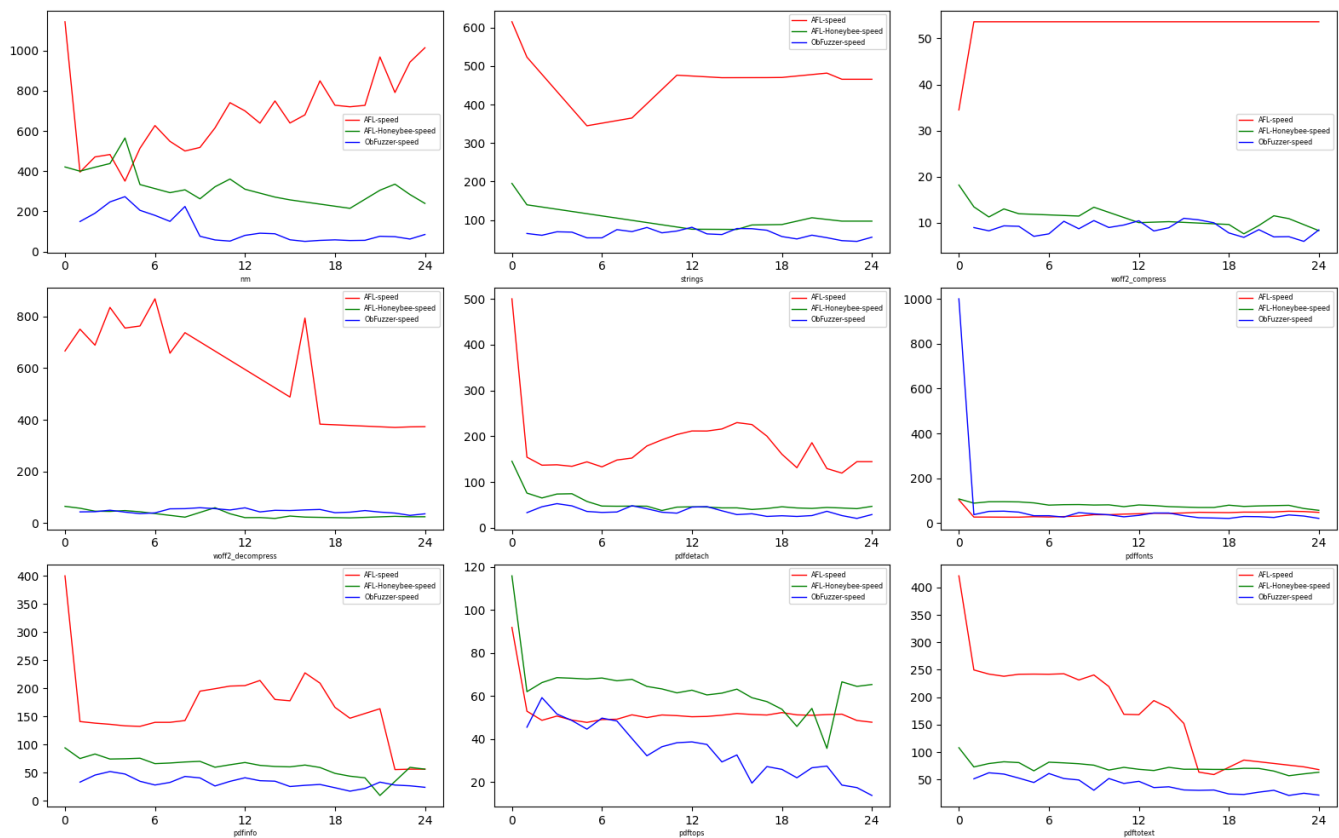 1000
800
600
400
200
0
AFL-speed
AFL-Honeybee-speed
ObFuzzer-speed
0 6 12 18 24
nm
600
500
400
300
200
100
AFL-speed
AFL-Honeybee-speed
ObFuzzer-speed
0 6 12 18 24
strings
50
40
30
20
10
AFL-speed
AFL-Honeybee-speed
ObFuzzer-speed
0 6 12 18 24
woff2_compress
800
600
400
200
0
AFL-speed
AFL-Honeybee-speed
ObFuzzer-speed
0 6 12 18 24
woff2_decompress
500
400
300
200
100
0
AFL-speed
AFL-Honeybee-speed
ObFuzzer-speed
0 6 12 18 24
pdfdetach
1000
800
600
400
200
0
AFL-speed
AFL-Honeybee-speed
ObFuzzer-speed
0 6 12 18 24
pdffonts
400
350
300
250
200
150
100
50
0
AFL-speed
AFL-Honeybee-speed
ObFuzzer-speed
0 6 12 18 24
pdfinfo
120
100
80
60
40
20
AFL-speed
AFL-Honeybee-speed
ObFuzzer-speed
0 6 12 18 24
pdftops
400
350
300
250
200
150
100
50
AFL-speed
AFL-Honeybee-speed
ObFuzzer-speed
0 6 12 18 24
pdftotext